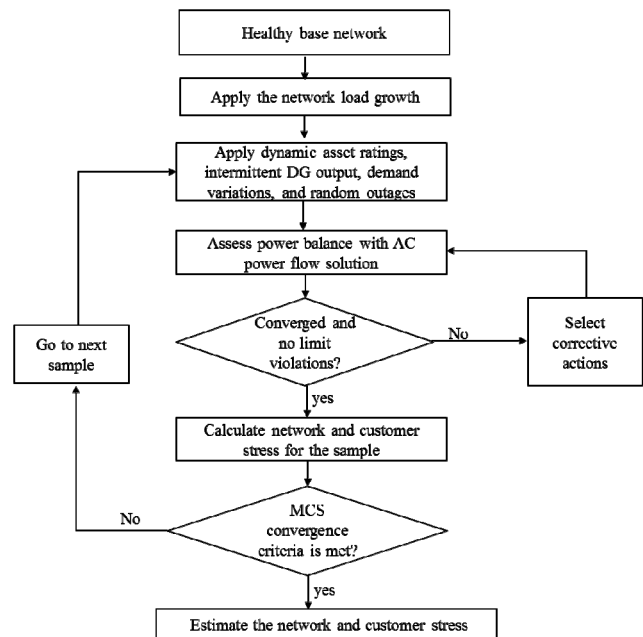 Healthy base network
Apply the network load growth
Apply dynamic asset ratings,
intermittent DG output, demand
variations, and random outages
Assess power balance with AC
power flow solution
Converged and
no limit
violations?
No
Select
corrective
actions
Go to next
sample
yes
Calculate network and customer
stress for the sample
MCS
convergence
criteria is met?
No
yes
Estimate the network and customer stress